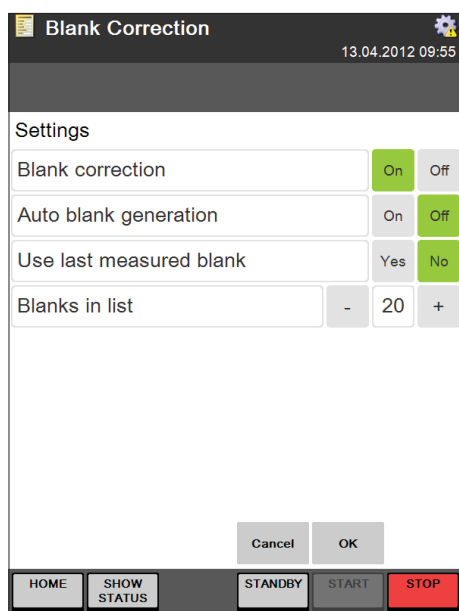 Blank Correction
13.04.2012 09:55
Settings
Blank correction On Off
Auto blank generation On Off
Use last measured blank Yes No
Blanks in list - 20 +
Cancel OK
HOME SHOW STATUS STANDBY START STOP